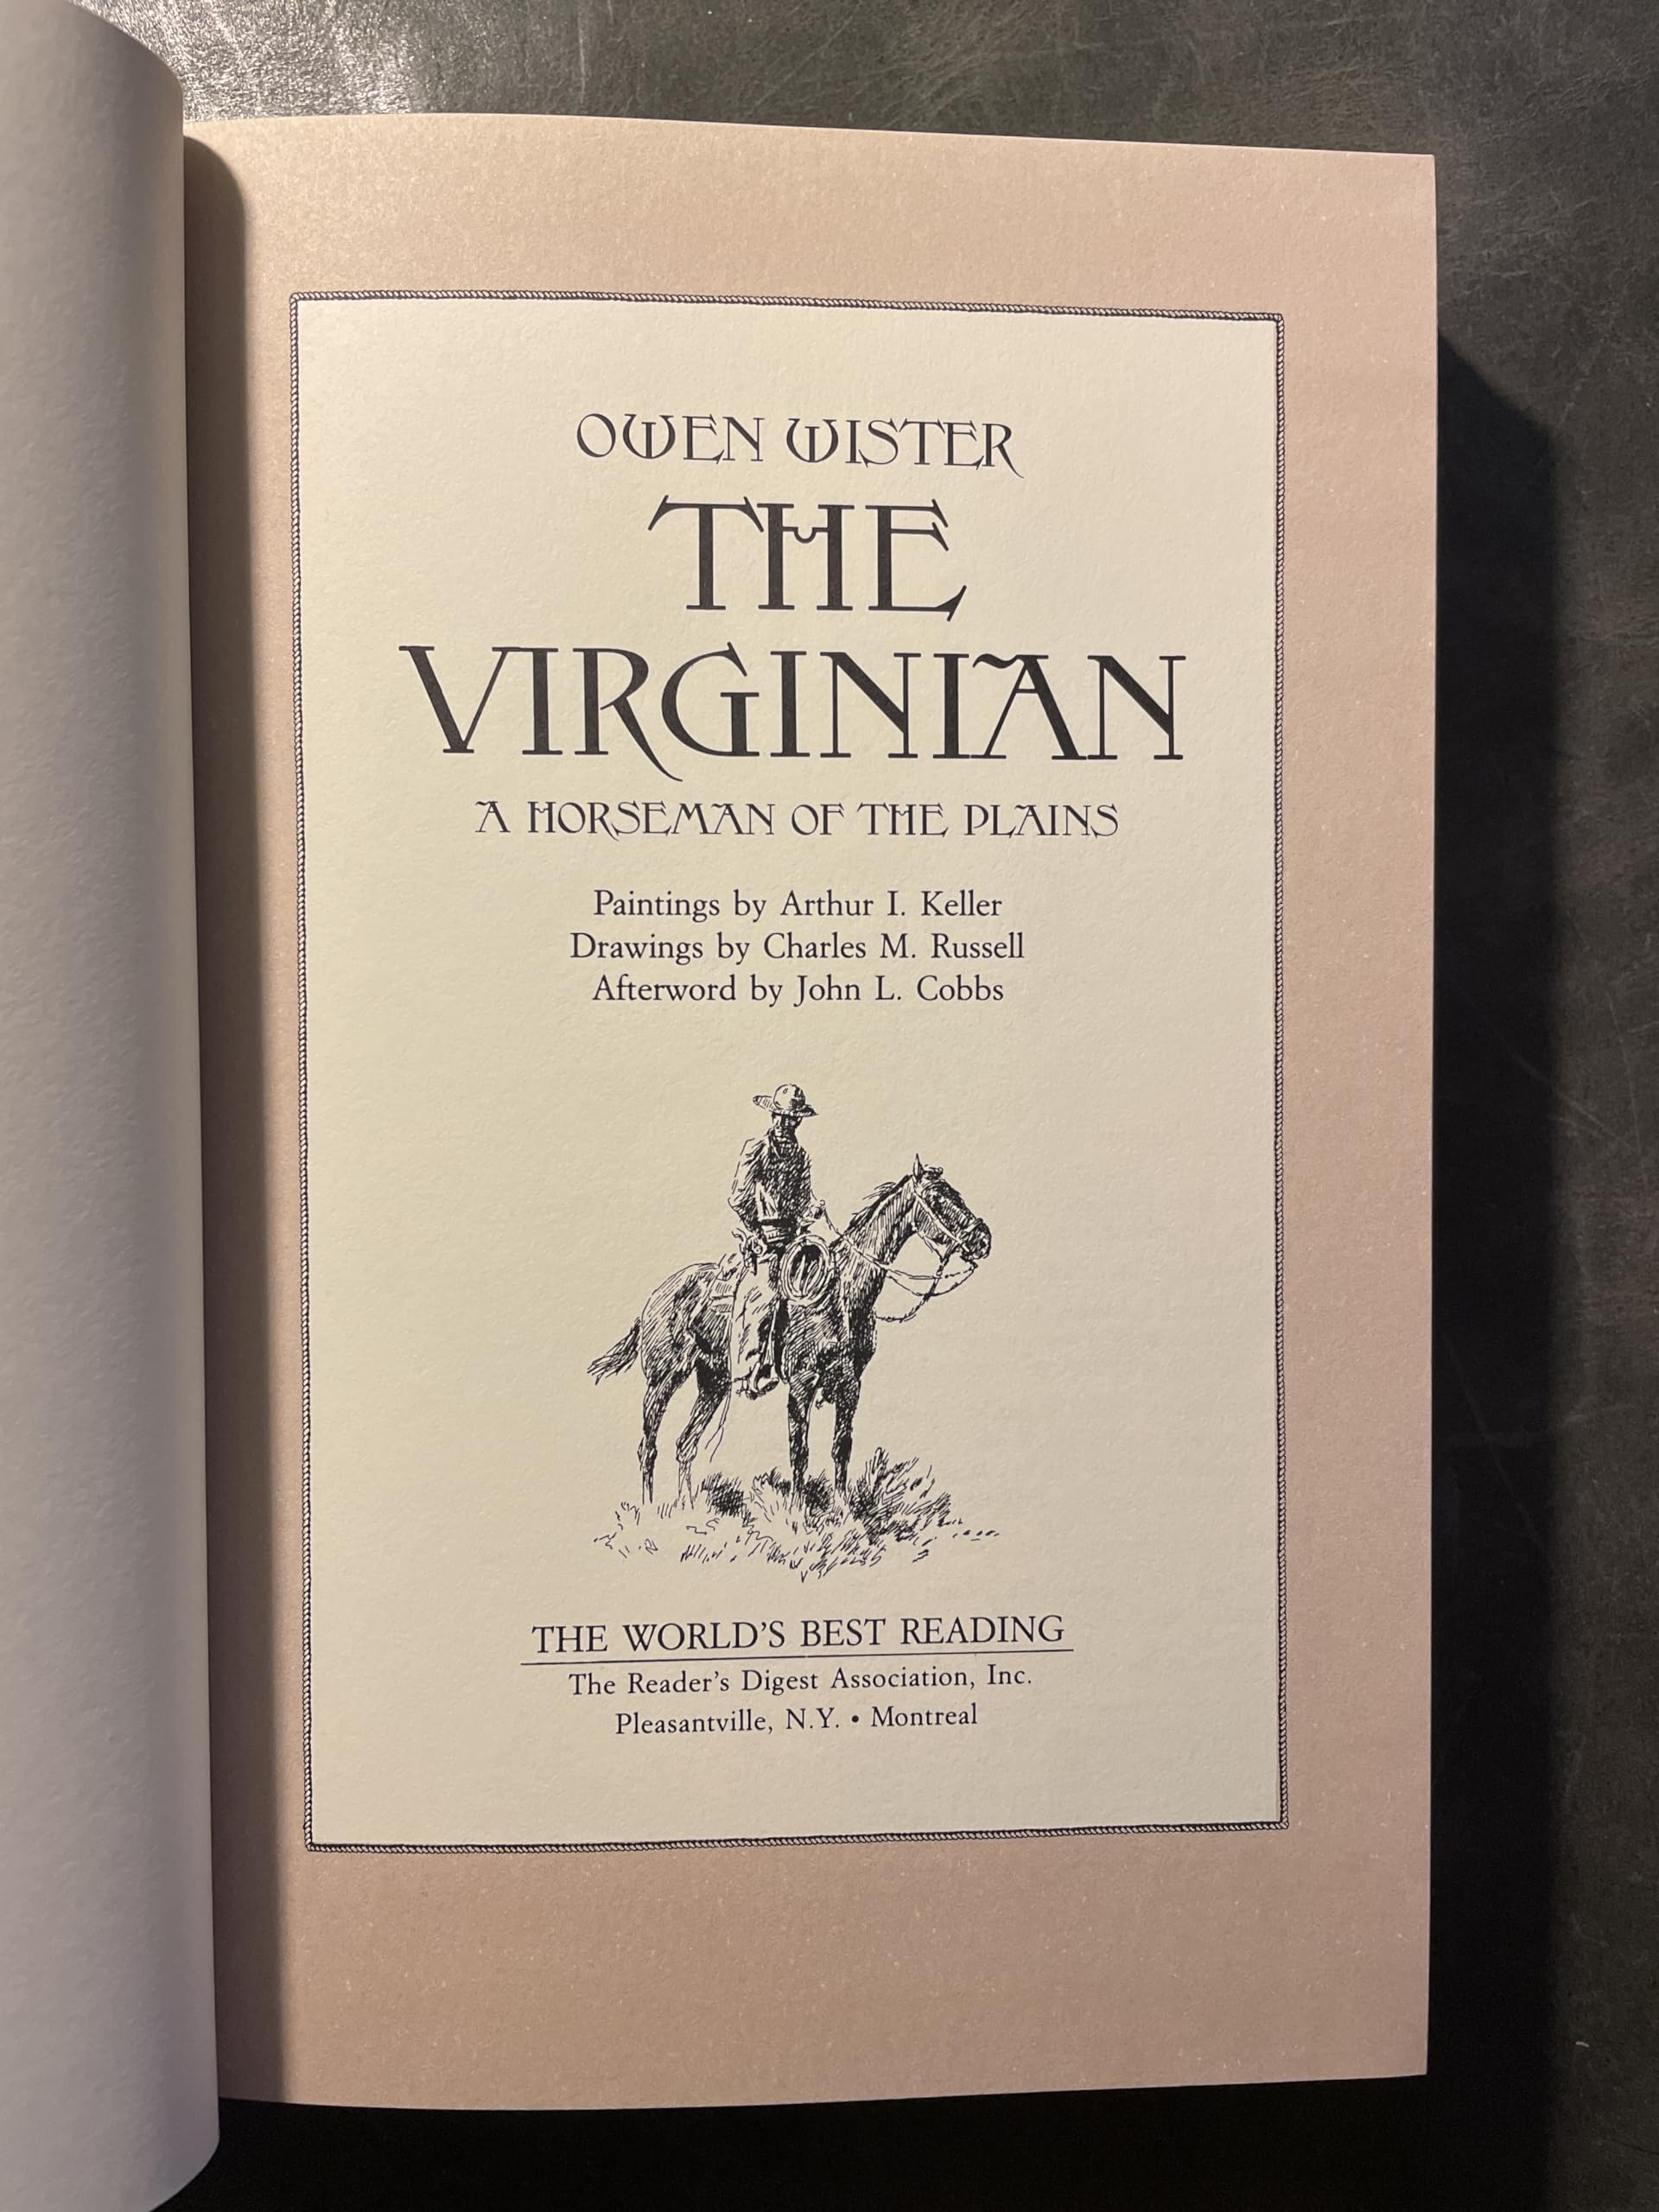 OWEN WISTER
THE
VIRGINIAN
A HORSEMAN OF THE PLAINS
Paintings by Arthur I. Keller
Drawings by Charles M. Russell
Afterword by John L. Cobbs
THE WORLD'S BEST READING
The Reader's Digest Association, Inc.
Pleasantville, N.Y. • Montreal